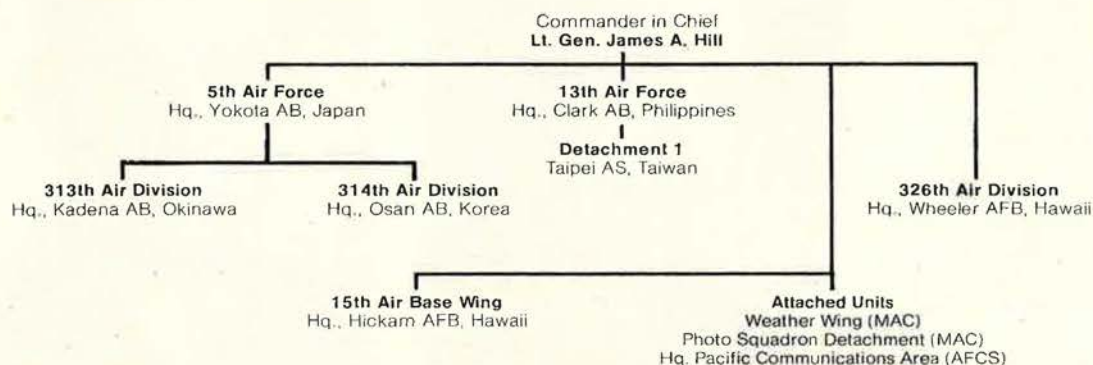 Commander in Chief
Lt. Gen. James A. Hill
5th Air Force
Hq., Yokota AB, Japan
13th Air Force
Hq., Clark AB, Philippines
Detachment 1
Taipei AS, Taiwan
313th Air Division
Hq., Kadena AB, Okinawa
314th Air Division
Hq., Osan AB, Korea
326th Air Division
Hq., Wheeler AFB, Hawaii
15th Air Base Wing
Hq., Hickam AFB, Hawaii
Attached Units
Weather Wing (MAC)
Photo Squadron Detachment (MAC)
Hq. Pacific Communications Area (AFCS)